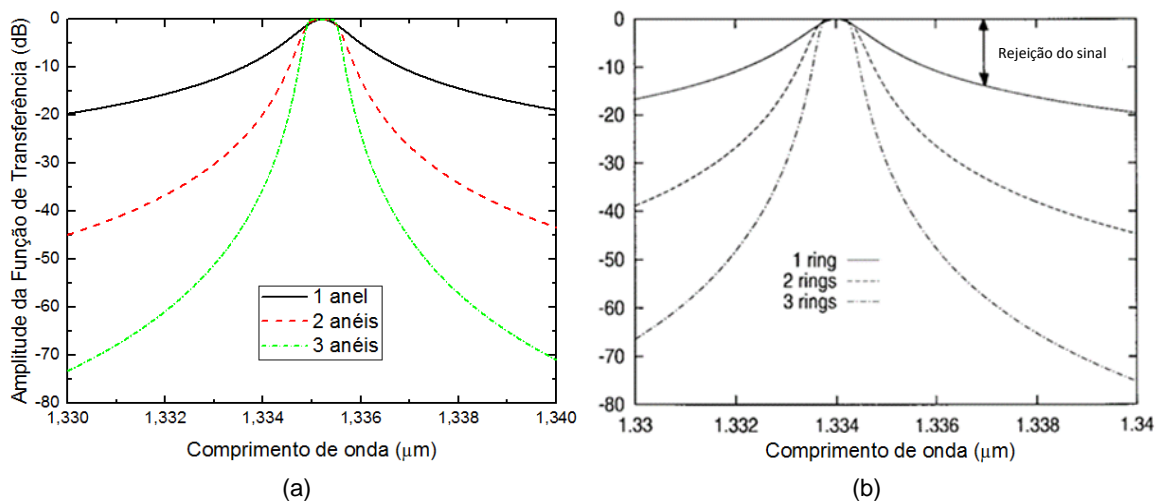 Amplitude da Função de Transferência (dB)
0
-10
-20
-30
-40
-50
-60
-70
-80
1 anel
2 anéis
3 anéis
1,330
1,332
1,334
1,336
1,338
1,340
Comprimento de onda (µm)
(a)
0
-10
-20
-30
-40
-50
-60
-70
-80
Rejeição do sinal
1 ring
2 rings
3 rings
1.33
1.332
1.334
1.336
1.338
1.34
Comprimento de onda (µm)
(b)